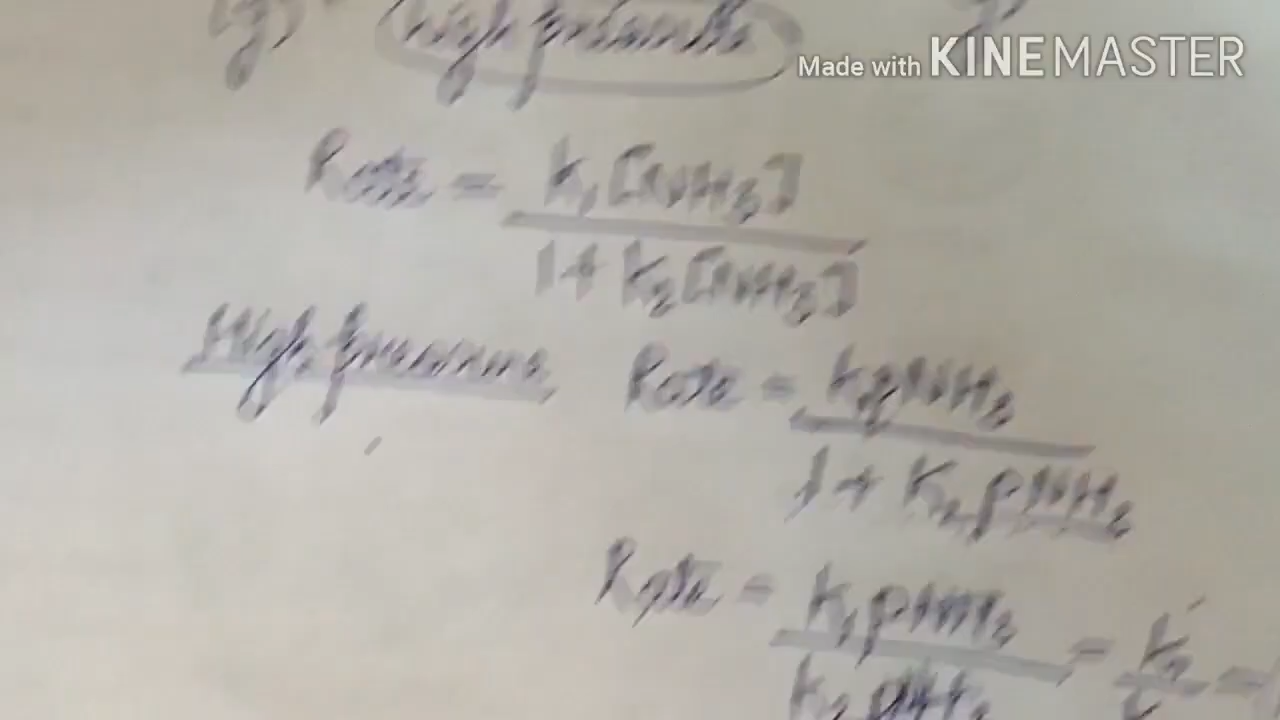 (g) High pressure
Made with KINEMASTER
Rate = K₁[NH₃] / 1 + K₂[NH₃]
High pressure, Rate = K₁pNH₃ / 1 + K₂pNH₃
Rate = K₁pNH₃ / K₂pNH₃ = K₁